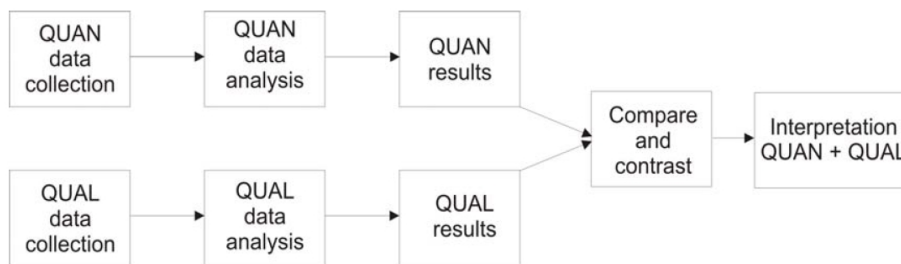 QUAN
data
collection
QUAN
data
analysis
QUAN
results
QUAL
data
collection
QUAL
data
analysis
QUAL
results
Compare
and
contrast
Interpretation
QUAN + QUAL